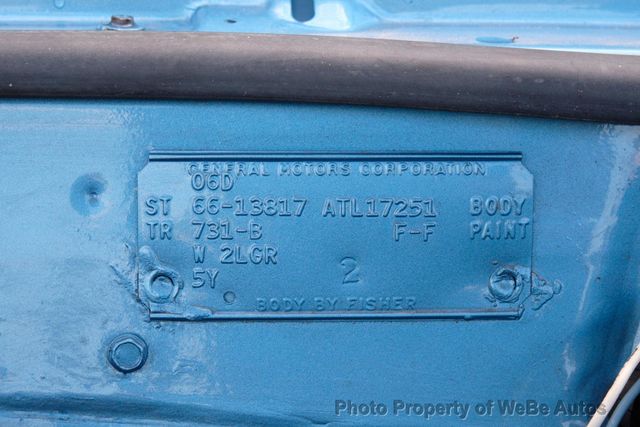 GENERAL MOTORS CORPORATION
06D
ST 66-13817 ATL17251 BODY
TR 731-B F-F PAINT
W 2LGR
5Y 2
BODY BY FISHER
Photo Property of WeBe Autos